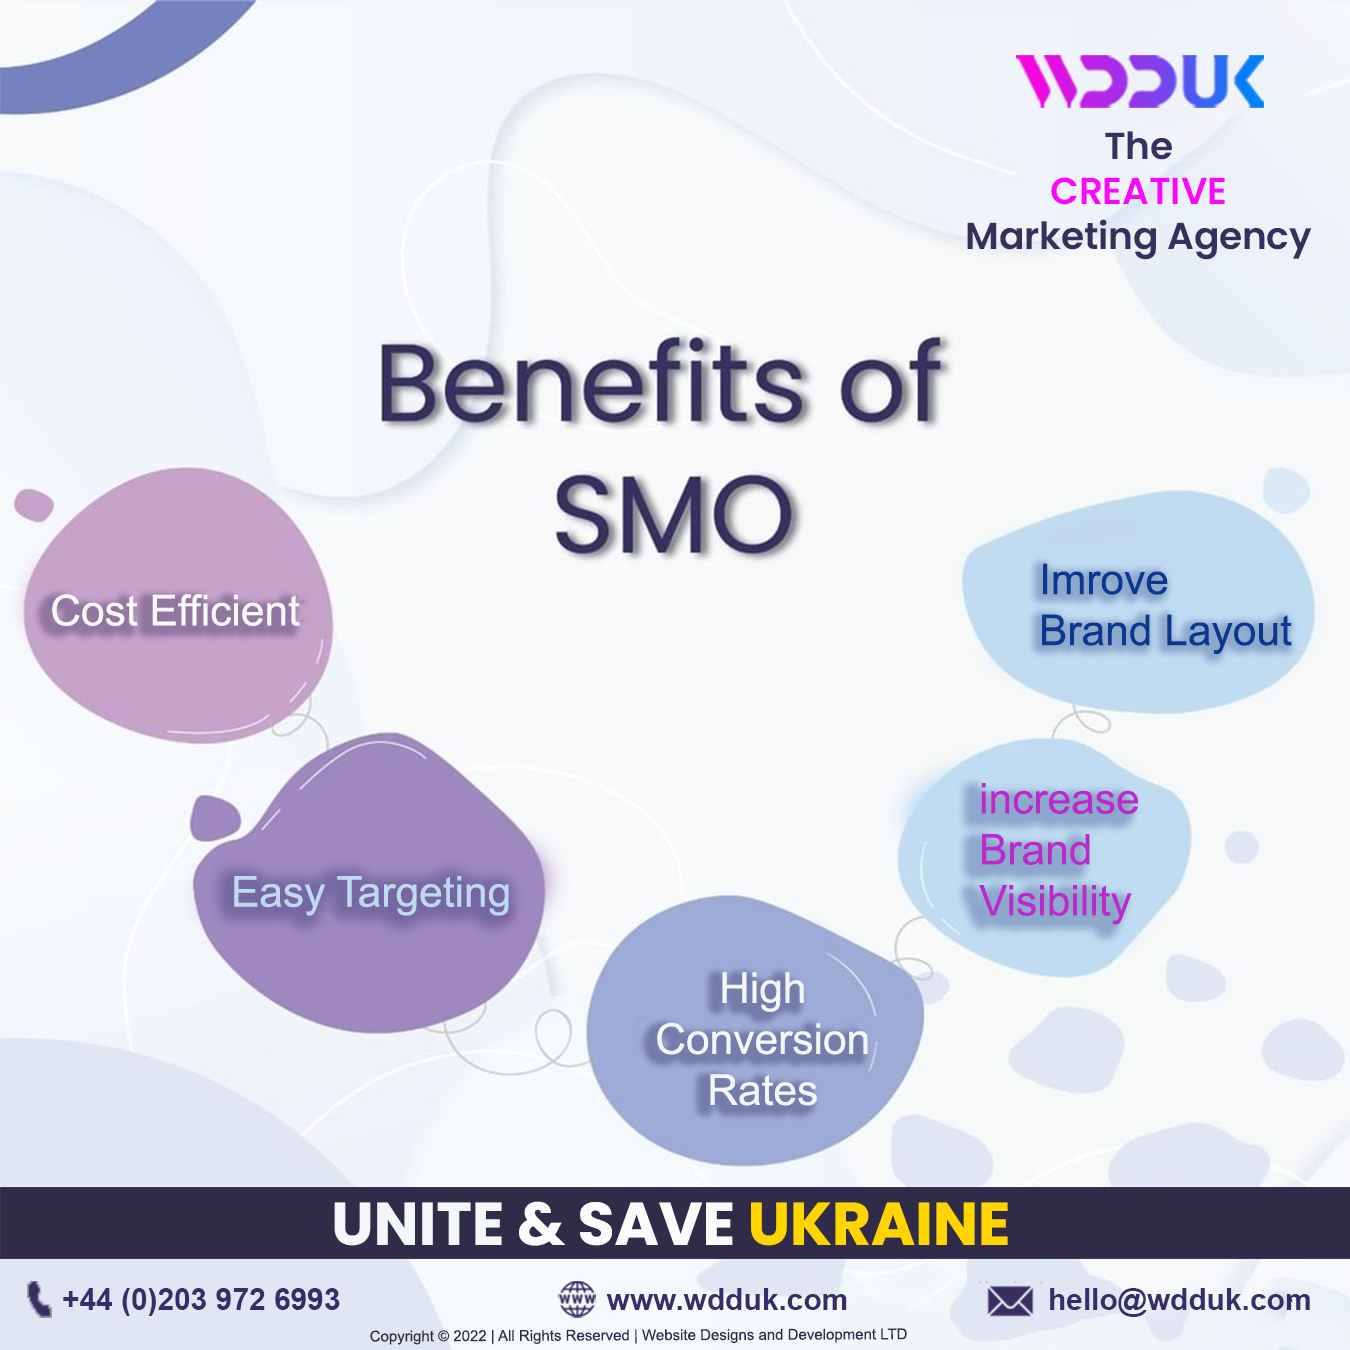 WDDUK
The
CREATIVE
Marketing Agency
Benefits of
SMO
Cost Efficient
Easy Targeting
High
Conversion
Rates
increase
Brand
Visibility
Imrove
Brand Layout
UNITE & SAVE UKRAINE
+44 (0)203 972 6993
www.wdduk.com
hello@wdduk.com
Copyright © 2022 | All Rights Reserved | Website Designs and Development LTD